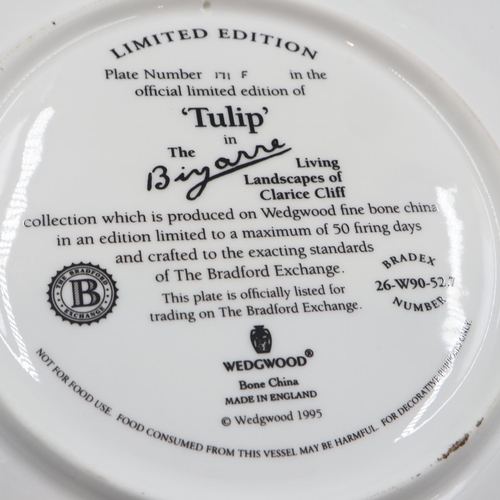 LIMITED EDITION
Plate Number 171 F in the
official limited edition of
'Tulip'
in
The Bizarre Living
Landscapes of
Clarice Cliff
collection which is produced on Wedgwood fine bone china
in an edition limited to a maximum of 50 firing days
and crafted to the exacting standards
of The Bradford Exchange.
This plate is officially listed for
trading on The Bradford Exchange.
THE BRADFORD
B
EXCHANGE
BRADEX
26-W90-52.7
NUMBER
WEDGWOOD®
Bone China
MADE IN ENGLAND
© Wedgwood 1995
NOT FOR FOOD USE. FOOD CONSUMED FROM THIS VESSEL MAY BE HARMFUL. FOR DECORATIVE PURPOSES ONLY.